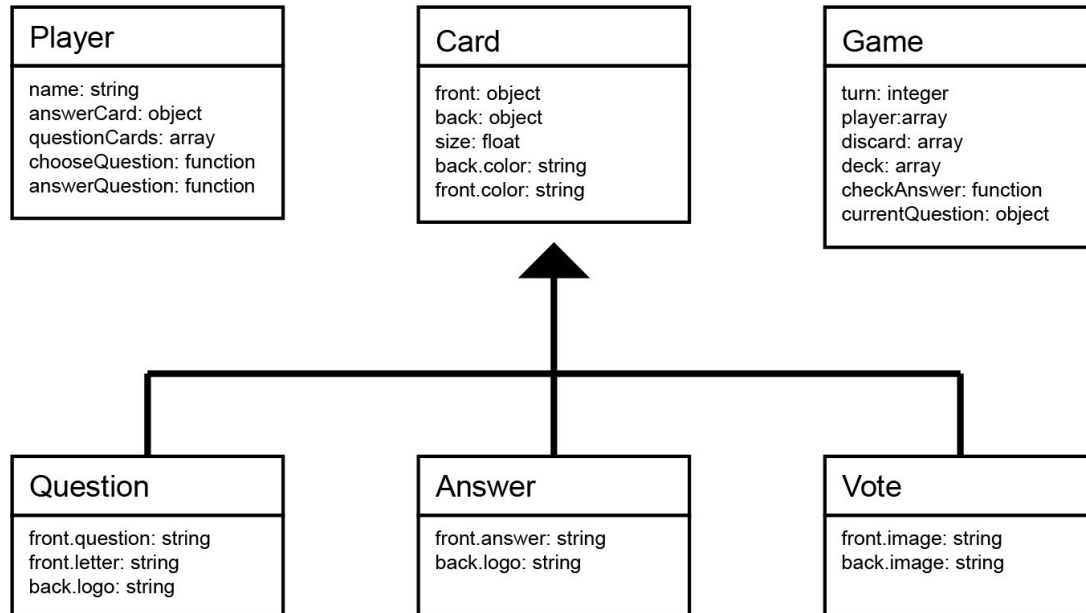 Player
name: string
answerCard: object
questionCards: array
chooseQuestion: function
answerQuestion: function
Card
front: object
back: object
size: float
back.color: string
front.color: string
Game
turn: integer
player:array
discard: array
deck: array
checkAnswer: function
currentQuestion: object
Question
front.question: string
front.letter: string
back.logo: string
Answer
front.answer: string
back.logo: string
Vote
front.image: string
back.image: string